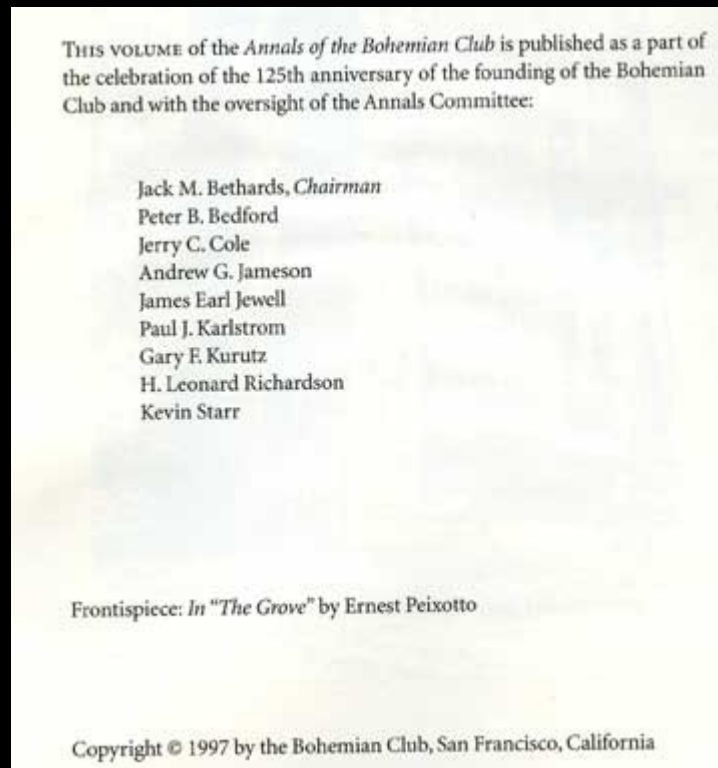 THIS VOLUME of the Annals of the Bohemian Club is published as a part of
the celebration of the 125th anniversary of the founding of the Bohemian
Club and with the oversight of the Annals Committee:
Jack M. Bethards, Chairman
Peter B. Bedford
Jerry C. Cole
Andrew G. Jameson
James Earl Jewell
Paul J. Karlstrom
Gary F. Kurutz
H. Leonard Richardson
Kevin Starr
Frontispiece: In "The Grove" by Ernest Peixotto
Copyright © 1997 by the Bohemian Club, San Francisco, California